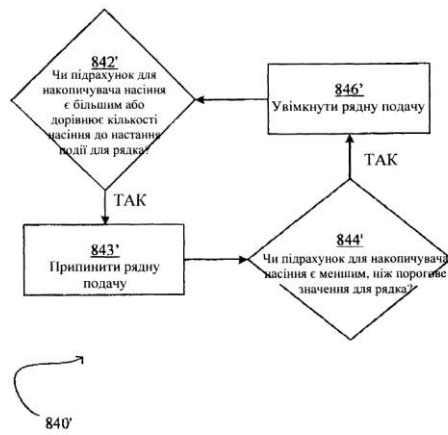 842'
Чи підрахунок для
накопичувача насіння
є більшим або
дорівнює кількості
насіння до настання
події для рядка?
846’
Увімкнути рядну подачу
ТАК
ТАК
843’
Припинити рядну
подачу
844'
Чи підрахунок для накопичувача
насіння є меншим, ніж порогове
значення для рядка?
840'